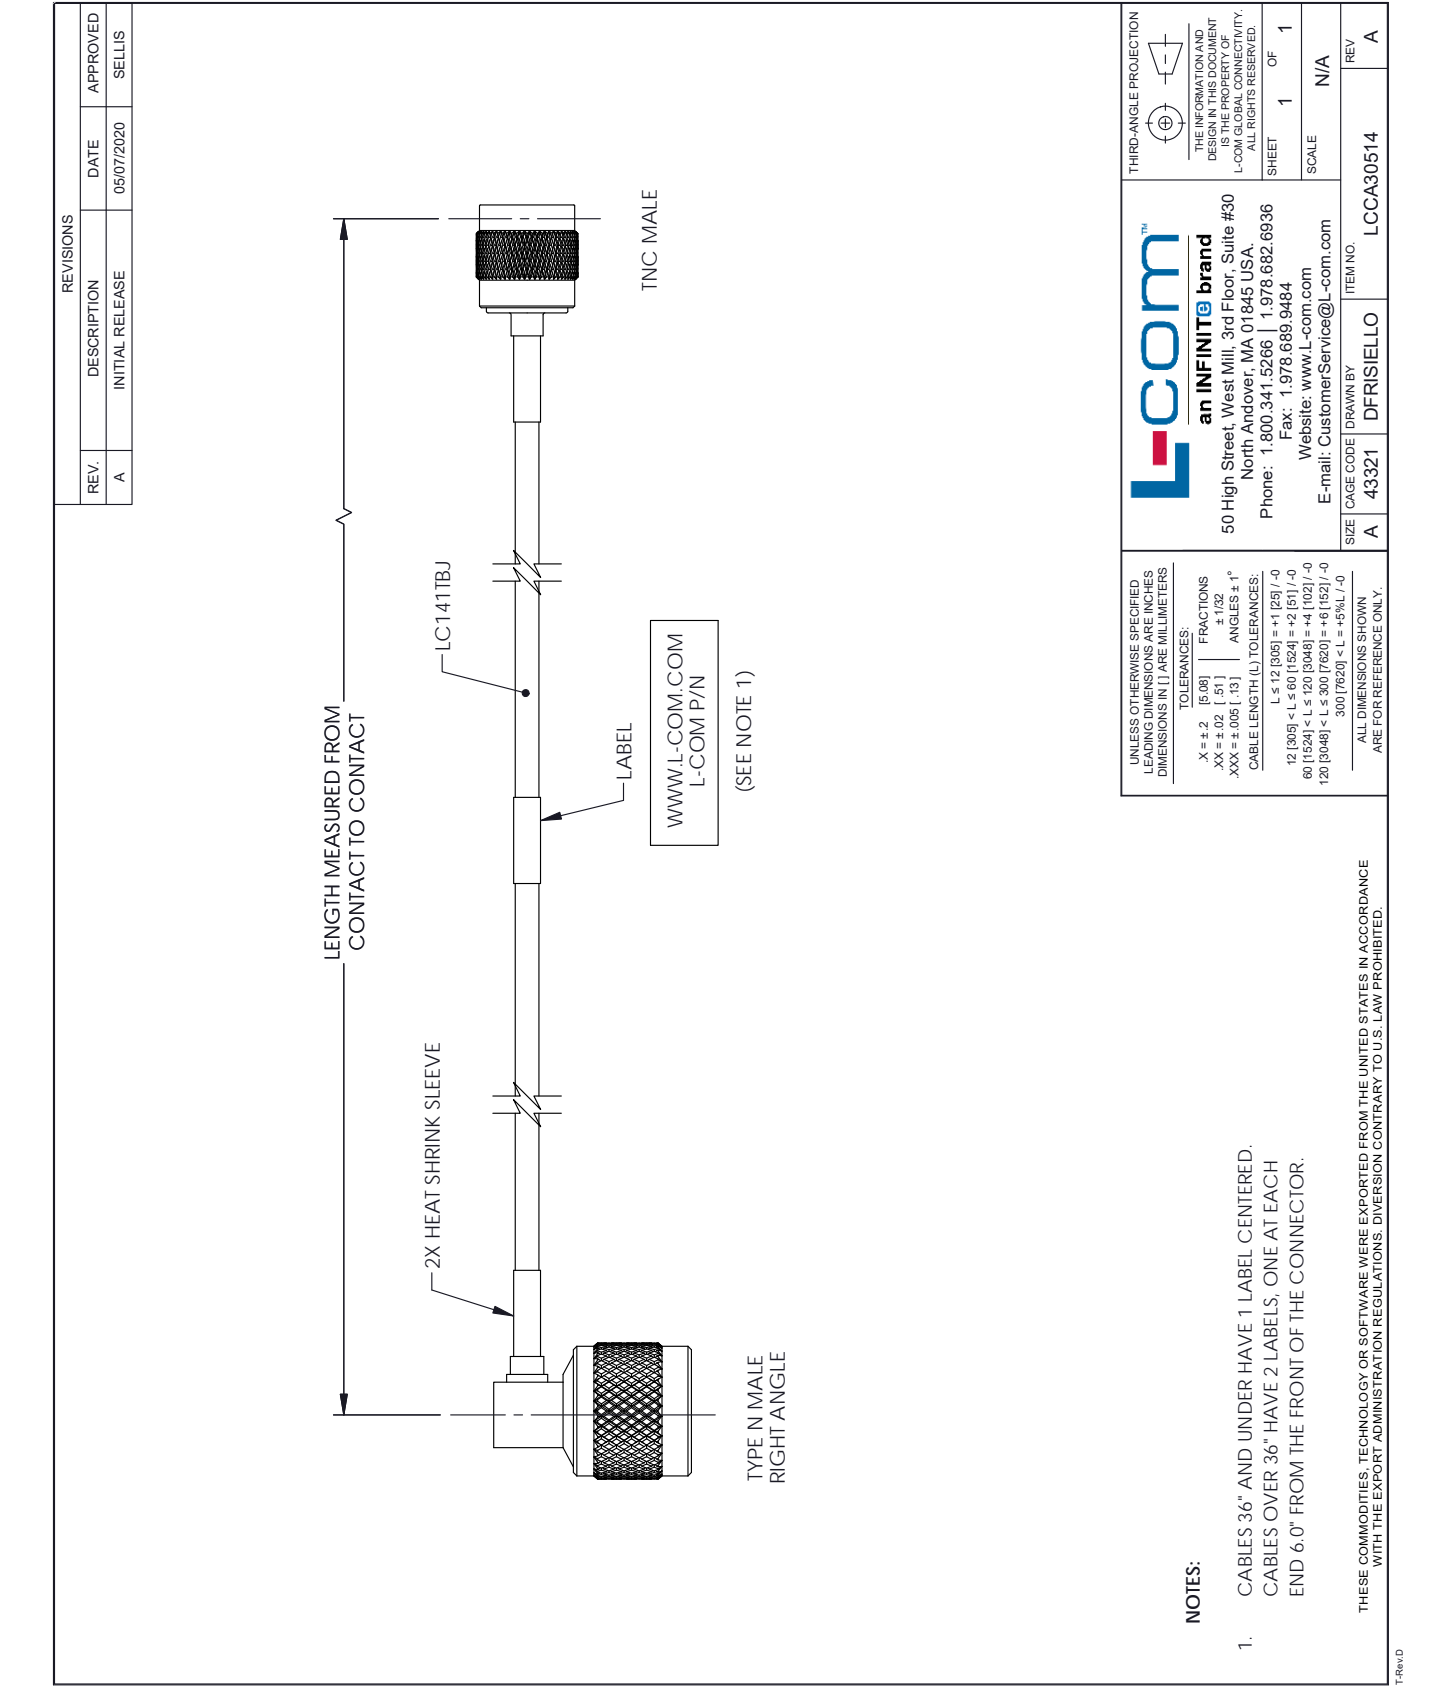 REVISIONS
REV. DESCRIPTION DATE APPROVED
A INITIAL RELEASE 05/07/2020 SELLIS
LENGTH MEASURED FROM
CONTACT TO CONTACT
2X HEAT SHRINK SLEEVE
LC141TBJ
LABEL
WWW.L-COM.COM
L-COM P/N
(SEE NOTE 1)
TYPE N MALE
RIGHT ANGLE
TNC MALE
NOTES:
1. CABLES 36" AND UNDER HAVE 1 LABEL CENTERED.
CABLES OVER 36" HAVE 2 LABELS, ONE AT EACH
END 6.0" FROM THE FRONT OF THE CONNECTOR.
THESE COMMODITIES, TECHNOLOGY OR SOFTWARE WERE EXPORTED FROM THE UNITED STATES IN ACCORDANCE
WITH THE EXPORT ADMINISTRATION REGULATIONS. DIVERSION CONTRARY TO U.S. LAW PROHIBITED.
UNLESS OTHERWISE SPECIFIED
LEADING DIMENSIONS ARE INCHES
DIMENSIONS IN [ ] ARE MILLIMETERS
TOLERANCES:
.X = ± .2 [5.08] FRACTIONS
.XX = ± .02 [ .51 ] ± 1/32
.XXX = ± .005 [ .13 ] ANGLES ± 1°
CABLE LENGTH (L) TOLERANCES:
L ≤ 12 [305] = +1 [25] / -0
12 [305] < L ≤ 60 [1524] = +2 [51] / -0
60 [1524] < L ≤ 120 [3048] = +4 [102] / -0
120 [3048] < L ≤ 300 [7620] = +6 [152] / -0
300 [7620] < L = +5%L / -0
ALL DIMENSIONS SHOWN
ARE FOR REFERENCE ONLY.
L-com™
an INFINITe brand
50 High Street, West Mill, 3rd Floor, Suite #30
North Andover, MA 01845 USA.
Phone: 1.800.341.5266 | 1.978.682.6936
Fax: 1.978.689.9484
Website: www.L-com.com
E-mail: CustomerService@L-com.com
THIRD-ANGLE PROJECTION
THE INFORMATION AND
DESIGN IN THIS DOCUMENT
IS THE PROPERTY OF
L-COM GLOBAL CONNECTIVITY.
ALL RIGHTS RESERVED.
SHEET 1 OF 1
SCALE N/A
SIZE CAGE CODE DRAWN BY ITEM NO. REV
A 43321 DFRISIELLO LCCA30514 A
T-Rev.D